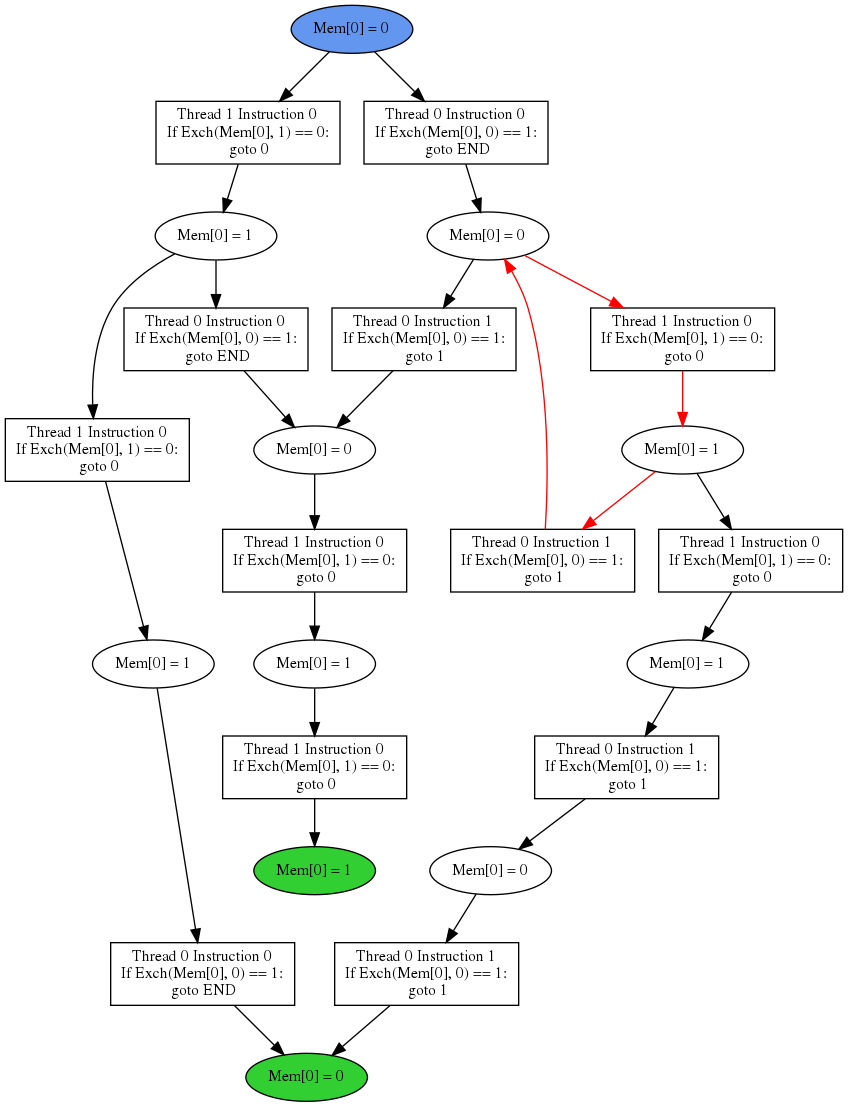 Mem[0] = 0
Thread 1 Instruction 0
If Exch(Mem[0], 1) == 0:
goto 0
Thread 0 Instruction 0
If Exch(Mem[0], 0) == 1:
goto END
Mem[0] = 1
Mem[0] = 0
Thread 0 Instruction 0
If Exch(Mem[0], 0) == 1:
goto END
Thread 0 Instruction 1
If Exch(Mem[0], 0) == 1:
goto 1
Thread 1 Instruction 0
If Exch(Mem[0], 1) == 0:
goto 0
Thread 1 Instruction 0
If Exch(Mem[0], 1) == 0:
goto 0
Mem[0] = 0
Mem[0] = 1
Thread 1 Instruction 0
If Exch(Mem[0], 1) == 0:
goto 0
Thread 0 Instruction 1
If Exch(Mem[0], 0) == 1:
goto 1
Thread 1 Instruction 0
If Exch(Mem[0], 1) == 0:
goto 0
Mem[0] = 1
Mem[0] = 1
Mem[0] = 1
Thread 1 Instruction 0
If Exch(Mem[0], 1) == 0:
goto 0
Thread 0 Instruction 1
If Exch(Mem[0], 0) == 1:
goto 1
Mem[0] = 1
Mem[0] = 0
Thread 0 Instruction 0
If Exch(Mem[0], 0) == 1:
goto END
Thread 0 Instruction 1
If Exch(Mem[0], 0) == 1:
goto 1
Mem[0] = 0